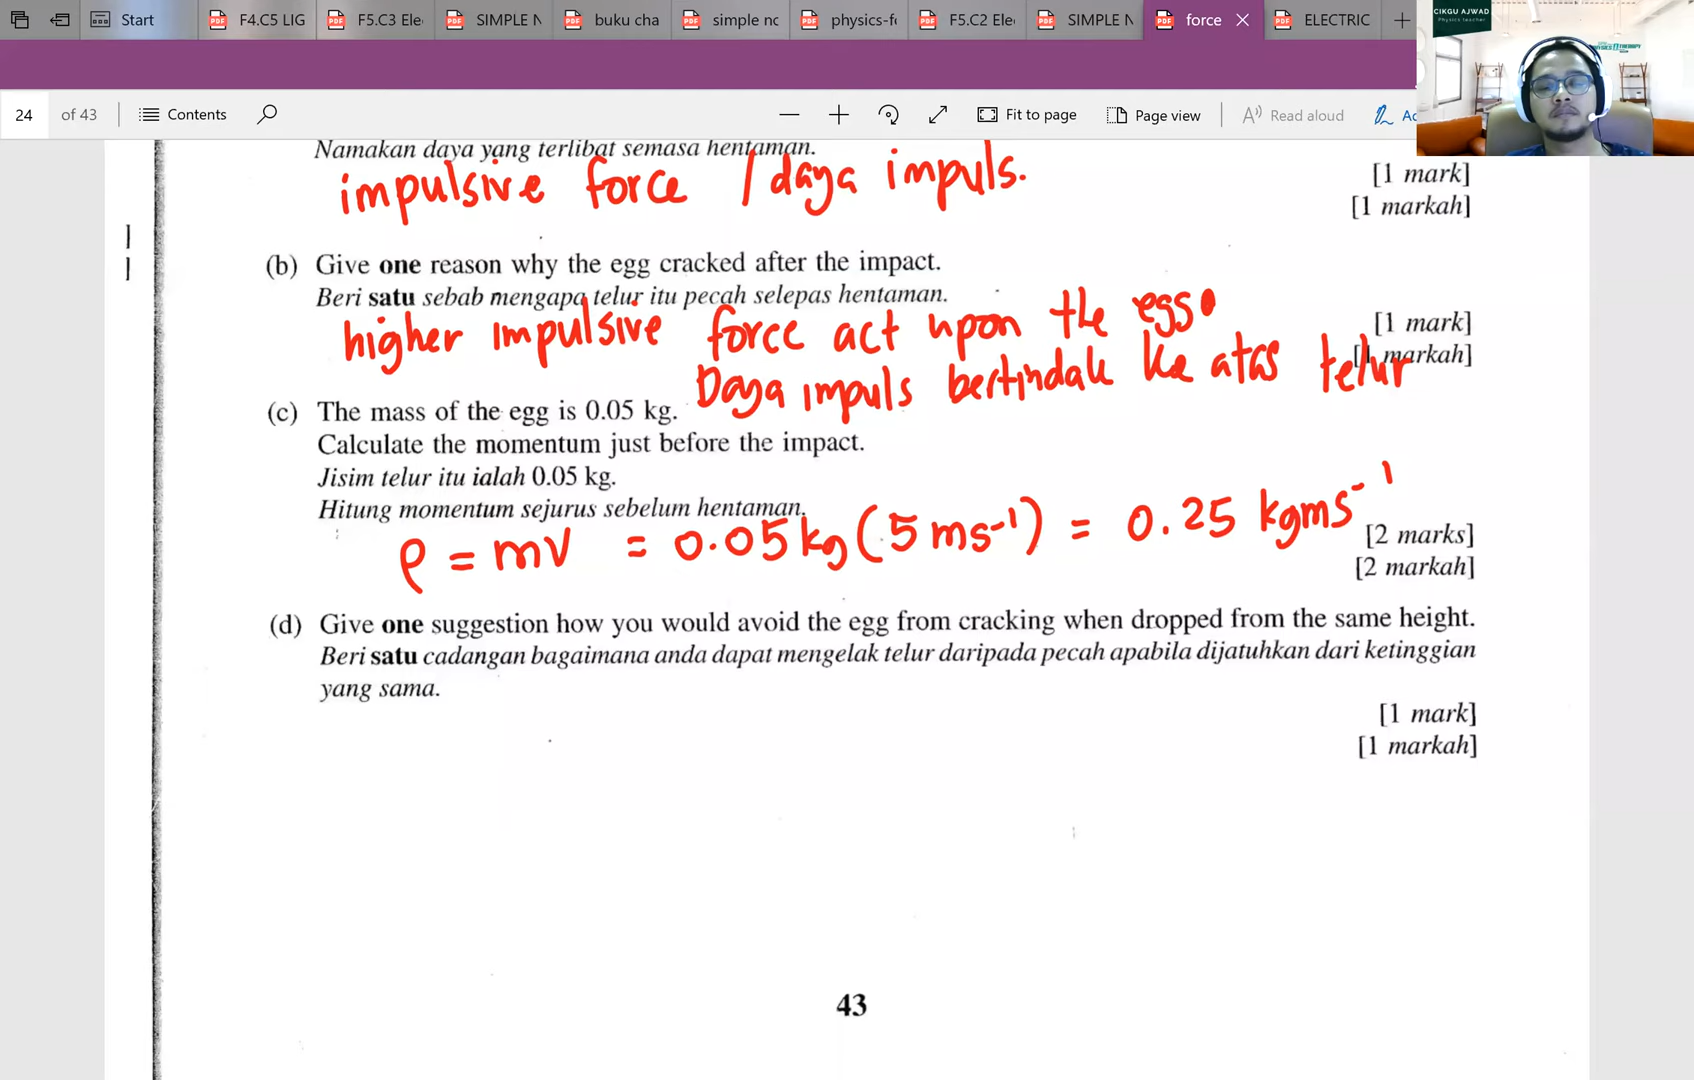 Start
F4.C5 LIG
F5.C3 Ele
SIMPLE N
buku cha
simple nc
physics-fo
F5.C2 Ele
SIMPLE N
force
ELECTRIC
CIKGU AJWAD
Physics teacher
24 of 43
Contents
Fit to page
Page view
Read aloud
Namakan daya yang terlibat semasa hentaman.
impulsive force / daya impuls.
[1 mark]
[1 markah]
(b) Give one reason why the egg cracked after the impact.
Beri satu sebab mengapa telur itu pecah selepas hentaman.
higher impulsive force act upon the eggs
[1 mark]
[1 markah]
Daya impuls bertindak ke atas telur
(c) The mass of the egg is 0.05 kg.
Calculate the momentum just before the impact.
Jisim telur itu ialah 0.05 kg.
Hitung momentum sejurus sebelum hentaman.
p = mv = 0.05 kg (5 ms⁻¹) = 0.25 kgms⁻¹
[2 marks]
[2 markah]
(d) Give one suggestion how you would avoid the egg from cracking when dropped from the same height.
Beri satu cadangan bagaimana anda dapat mengelak telur daripada pecah apabila dijatuhkan dari ketinggian
yang sama.
[1 mark]
[1 markah]
43